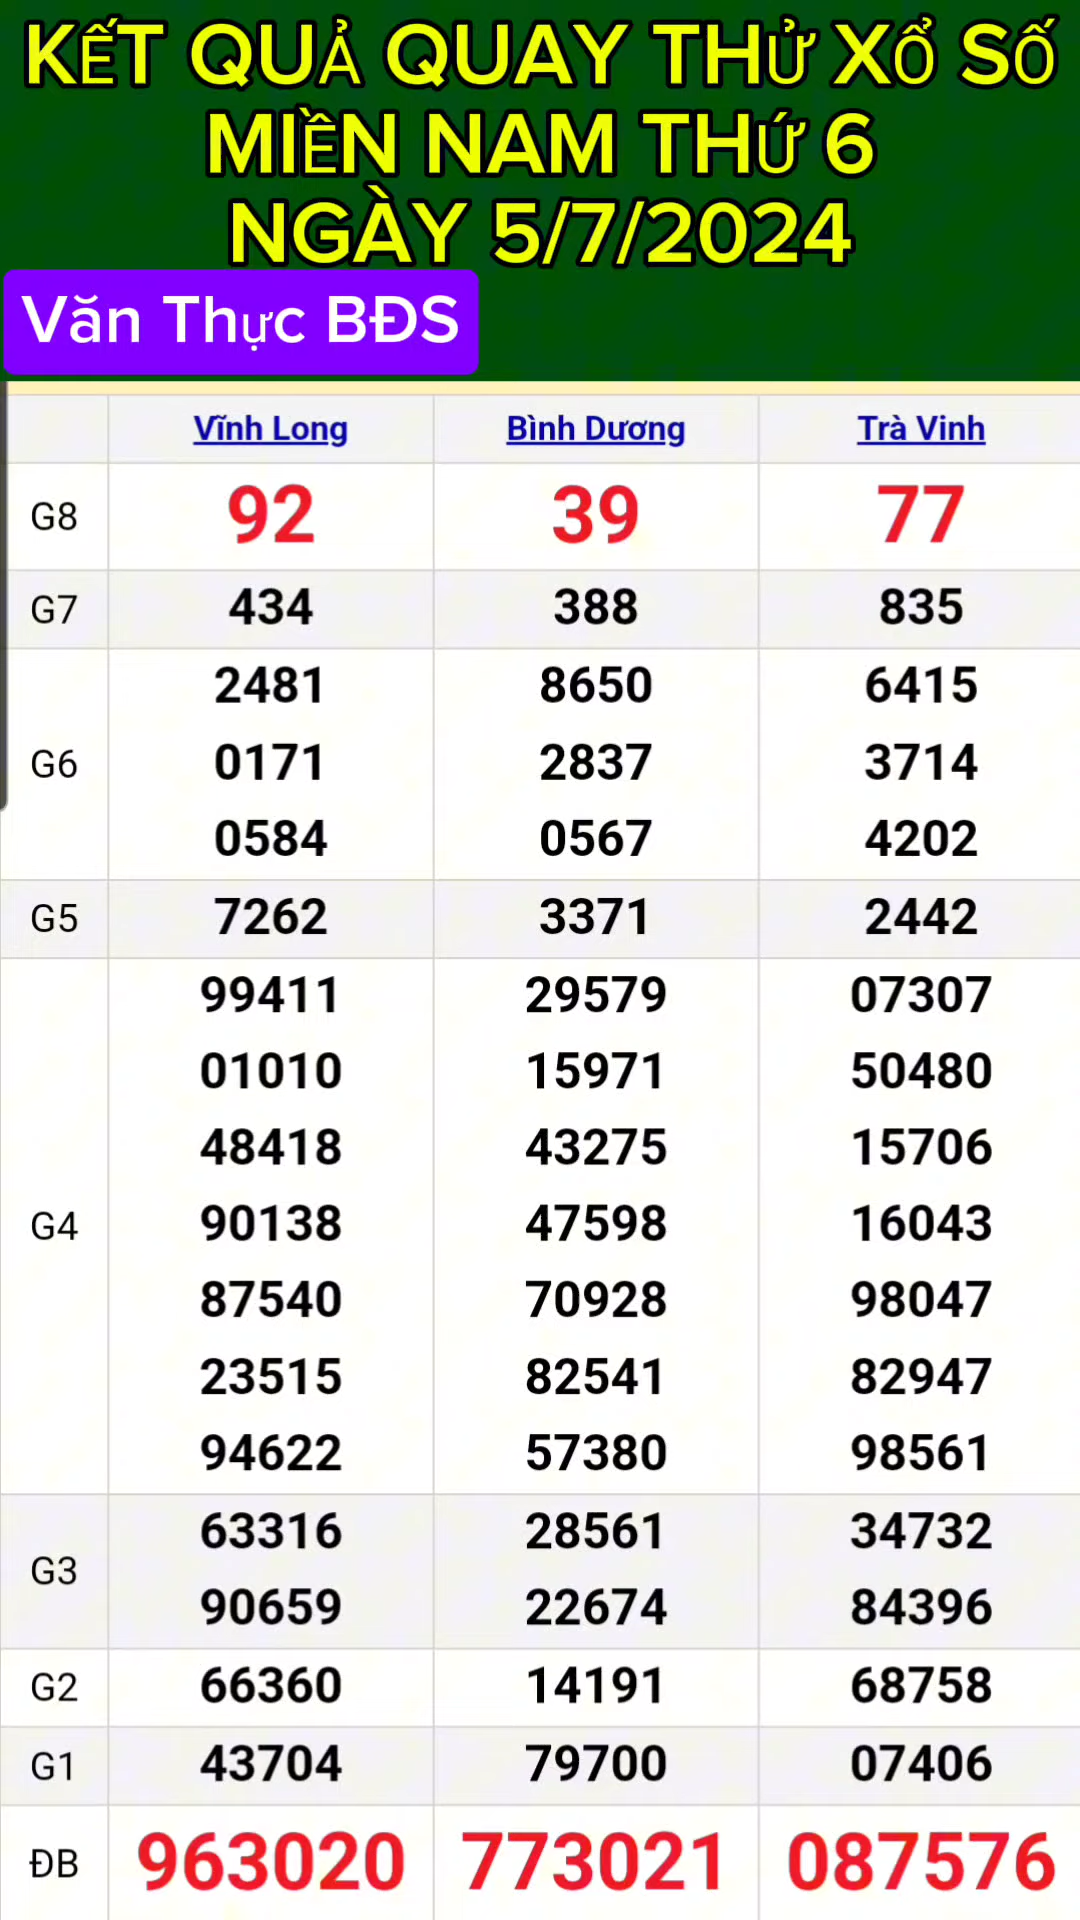 KẾT QUẢ QUAY THỬ XỔ SỐ
MIỀN NAM THỨ 6
NGÀY 5/7/2024
Văn Thực BĐS
Vĩnh Long Bình Dương Trà Vinh
G8 92 39 77
G7 434 388 835
2481 8650 6415
G6 0171 2837 3714
0584 0567 4202
G5 7262 3371 2442
99411 29579 07307
01010 15971 50480
48418 43275 15706
G4 90138 47598 16043
87540 70928 98047
23515 82541 82947
94622 57380 98561
G3
63316 28561 34732
90659 22674 84396
G2 66360 14191 68758
G1 43704 79700 07406
ĐB 963020 773021 087576